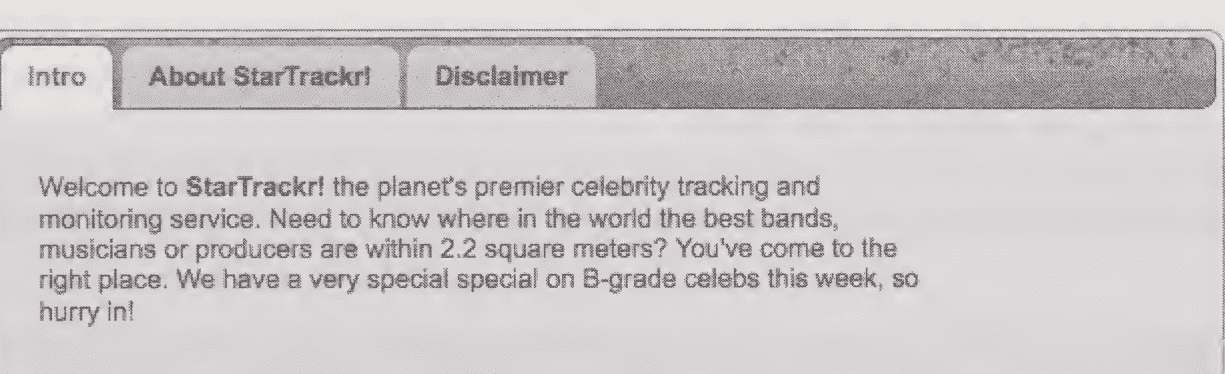 Intro
About StarTrackr!
Disclaimer
Welcome to StarTrackr! the planet's premier celebrity tracking and
monitoring service. Need to know where in the world the best bands,
musicians or producers are within 2.2 square meters? You've come to the
right place. We have a very special special on B-grade celebs this week, so
hurry in!